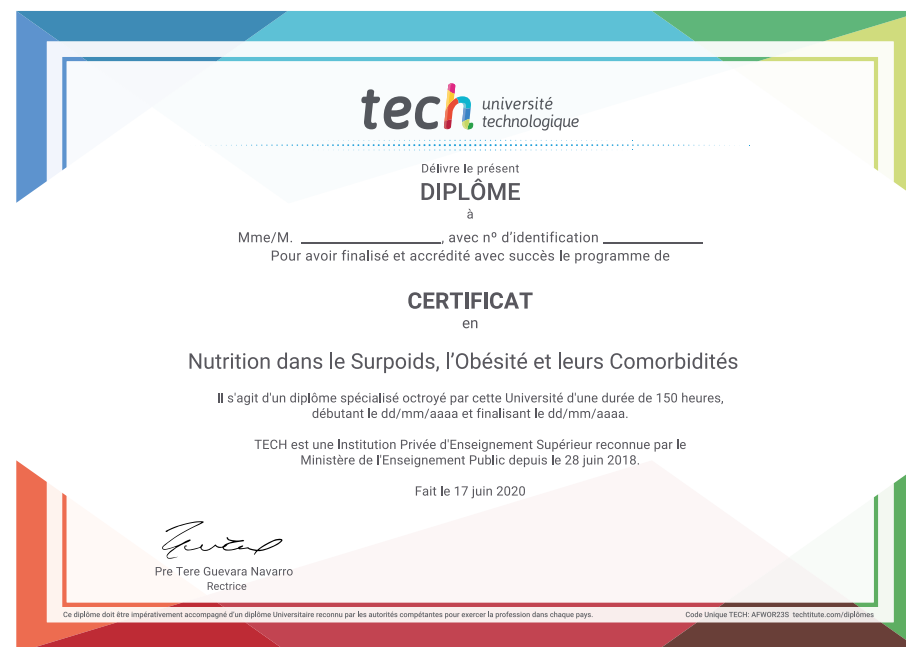 tech université
technologique
Délivre le présent
DIPLÔME
à
Mme/M. ____________________, avec nº d'identification ______________
Pour avoir finalisé et accrédité avec succès le programme de
CERTIFICAT
en
Nutrition dans le Surpoids, l'Obésité et leurs Comorbidités
Il s'agit d'un diplôme spécialisé octroyé par cette Université d'une durée de 150 heures,
débutant le dd/mm/aaaa et finalisant le dd/mm/aaaa.
TECH est une Institution Privée d'Enseignement Supérieur reconnue par le
Ministère de l'Enseignement Public depuis le 28 juin 2018.
Fait le 17 juin 2020
Pre Tere Guevara Navarro
Rectrice
Ce diplôme doit être impérativement accompagné d'un diplôme Universitaire reconnu par les autorités compétantes pour exercer la profession dans chaque pays. Code Unique TECH: AFWOR23S techtitute.com/diplômes